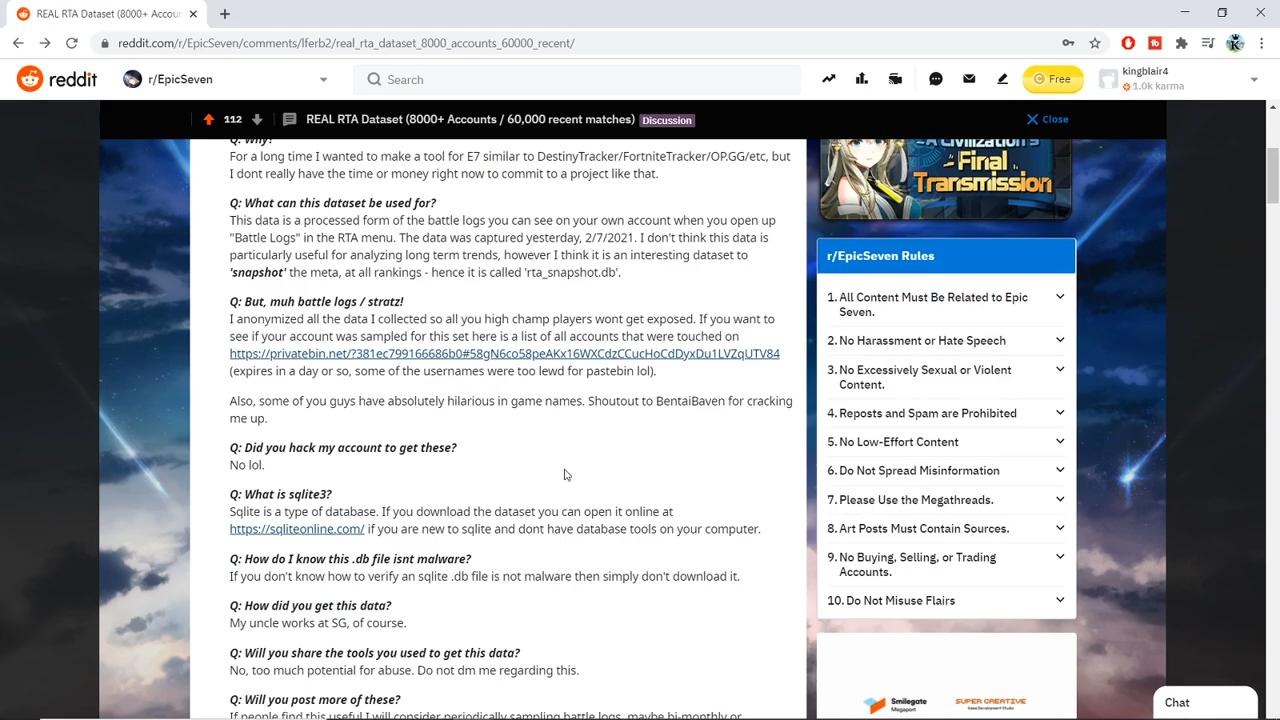 REAL RTA Dataset (8000+ Accou
reddit.com/r/EpicSeven/comments/lferb2/real_rta_dataset_8000_accounts_60000_recent/
reddit
r/EpicSeven
Search
Free
kingblair4
1.0k karma
112
REAL RTA Dataset (8000+ Accounts / 60,000 recent matches)
Discussion
Close
Q: Why?
For a long time I wanted to make a tool for E7 similar to DestinyTracker/FortniteTracker/OP.GG/etc, but
I don't really have the time or money right now to commit to a project like that.
Q: What can this dataset be used for?
This data is a processed form of the battle logs you can see on your own account when you open up
"Battle Logs" in the RTA menu. The data was captured yesterday, 2/7/2021. I don't think this data is
particularly useful for analyzing long term trends, however I think it is an interesting dataset to
'snapshot' the meta, at all rankings - hence it is called 'rta_snapshot.db'.
Q: But, muh battle logs / stratz!
I anonymized all the data I collected so all you high champ players wont get exposed. If you want to
see if your account was sampled for this set here is a list of all accounts that were touched on
https://privatebin.net/?381ec799166686b0#58gN6co58peAKx16WXCdzCCucHoCdDyxDu1LVZqUTV84
(expires in a day or so, some of the usernames were too lewd for pastebin lol).
Also, some of you guys have absolutely hilarious in game names. Shoutout to BentaiBaven for cracking
me up.
Q: Did you hack my account to get these?
No lol.
Q: What is sqlite3?
Sqlite is a type of database. If you download the dataset you can open it online at
https://sqliteonline.com/ if you are new to sqlite and dont have database tools on your computer.
Q: How do I know this .db file isnt malware?
If you don't know how to verify an sqlite .db file is not malware then simply don't download it.
Q: How did you get this data?
My uncle works at SG, of course.
Q: Will you share the tools you used to get this data?
No, too much potential for abuse. Do not dm me regarding this.
Q: Will you post more of these?
If people find this useful I will consider periodically sampling battle logs, maybe bi-monthly or
A Civilization's
Final
Transmission
r/EpicSeven Rules
1. All Content Must Be Related to Epic
Seven.
2. No Harassment or Hate Speech
3. No Excessively Sexual or Violent
Content.
4. Reposts and Spam are Prohibited
5. No Low-Effort Content
6. Do Not Spread Misinformation
7. Please Use the Megathreads.
8. Art Posts Must Contain Sources.
9. No Buying, Selling, or Trading
Accounts.
10. Do Not Misuse Flairs
Smilegate
Megaport
SUPER CREATIVE
Chat